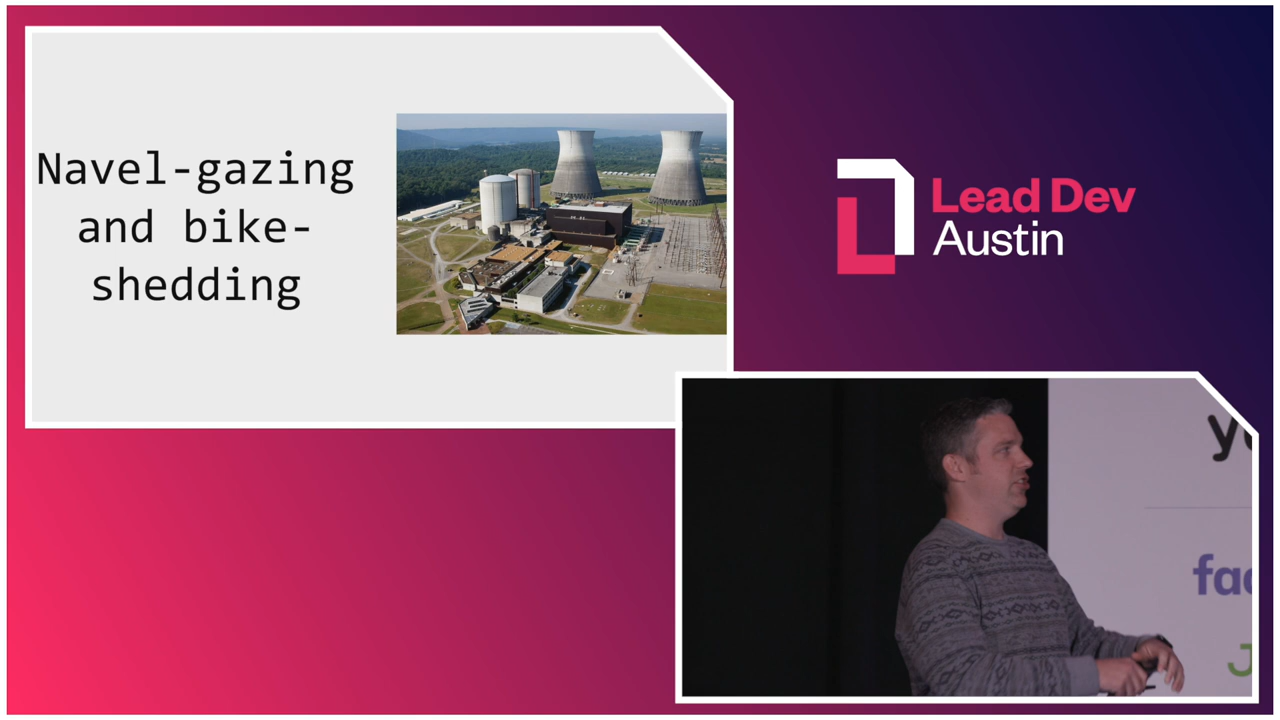 Navel-gazing
and bike-
shedding
Lead Dev
Austin